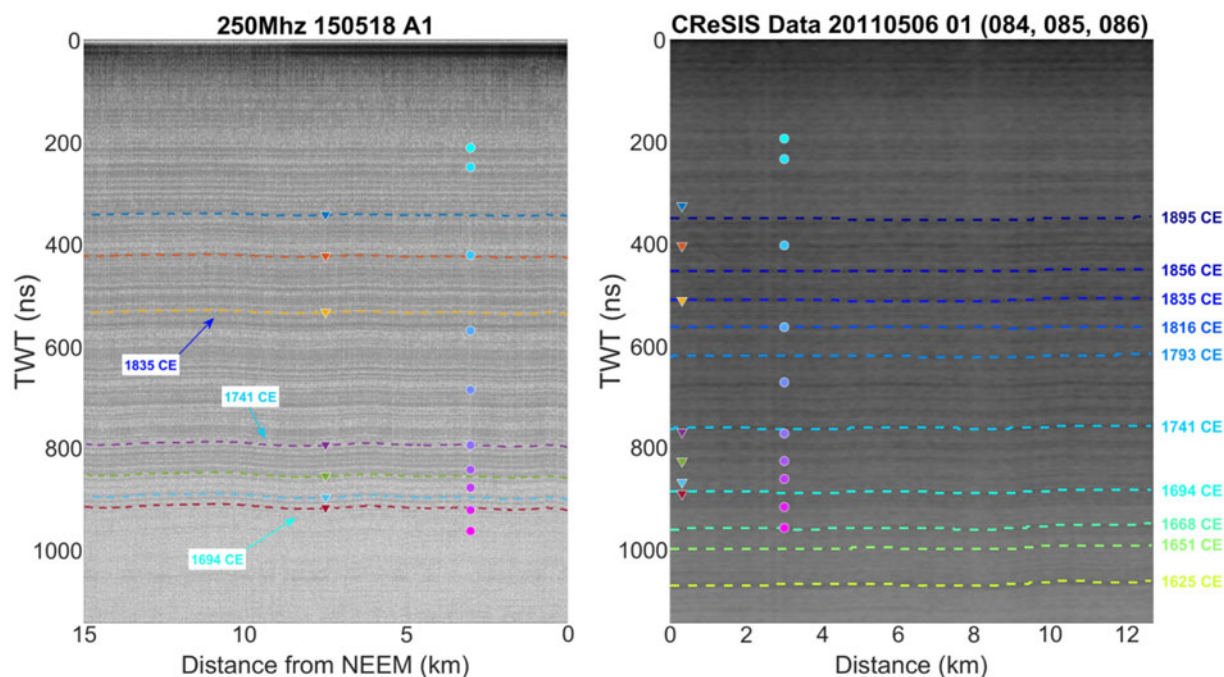 250Mhz 150518 A1
0
200
400
600
800
1000
TWT (ns)
1835 CE
1741 CE
1694 CE
15
10
5
0
Distance from NEEM (km)
CReSIS Data 20110506 01 (084, 085, 086)
0
200
400
600
800
1000
TWT (ns)
1895 CE
1856 CE
1835 CE
1816 CE
1793 CE
1741 CE
1694 CE
1668 CE
1651 CE
1625 CE
0
2
4
6
8
10
12
Distance (km)